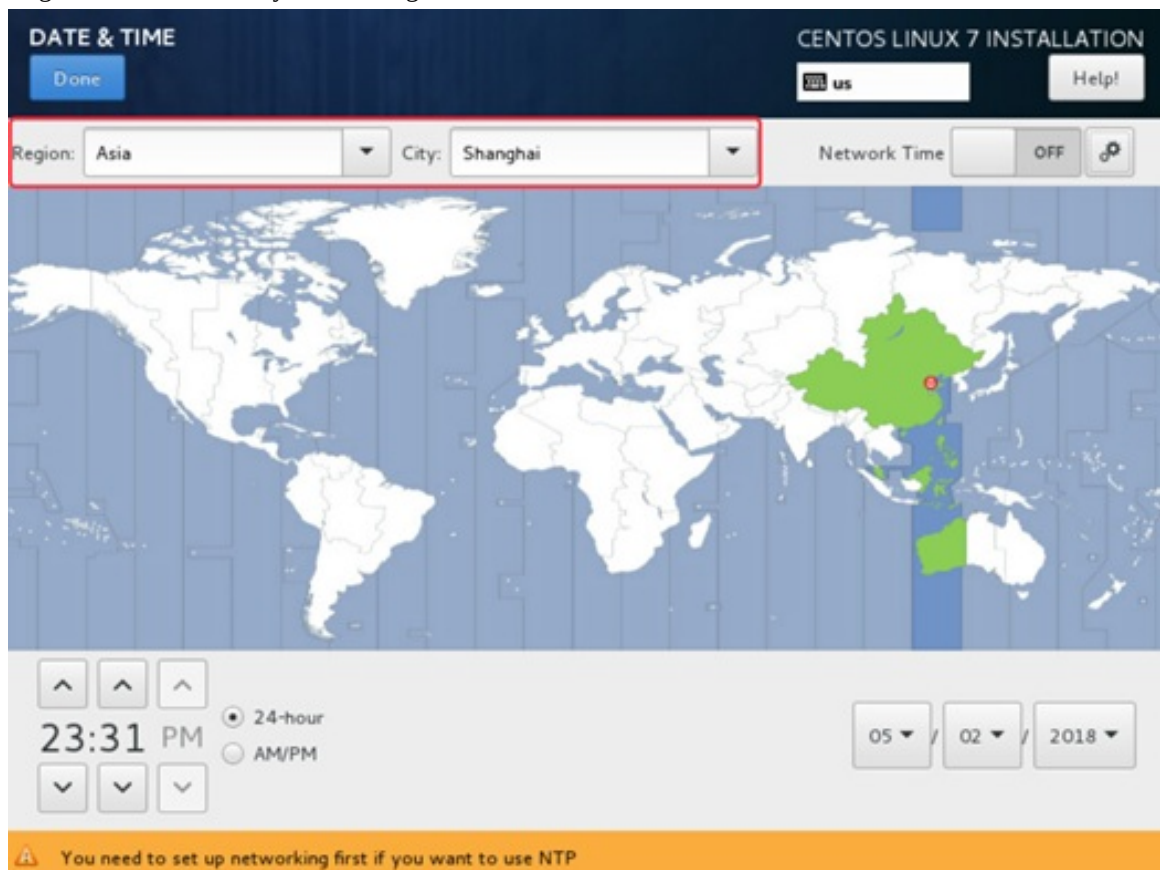 DATE & TIME
CENTOS LINUX 7 INSTALLATION
Done
us
Help!
Region: Asia
City: Shanghai
Network Time
OFF
23:31 PM
24-hour
AM/PM
05 / 02 / 2018
You need to set up networking first if you want to use NTP